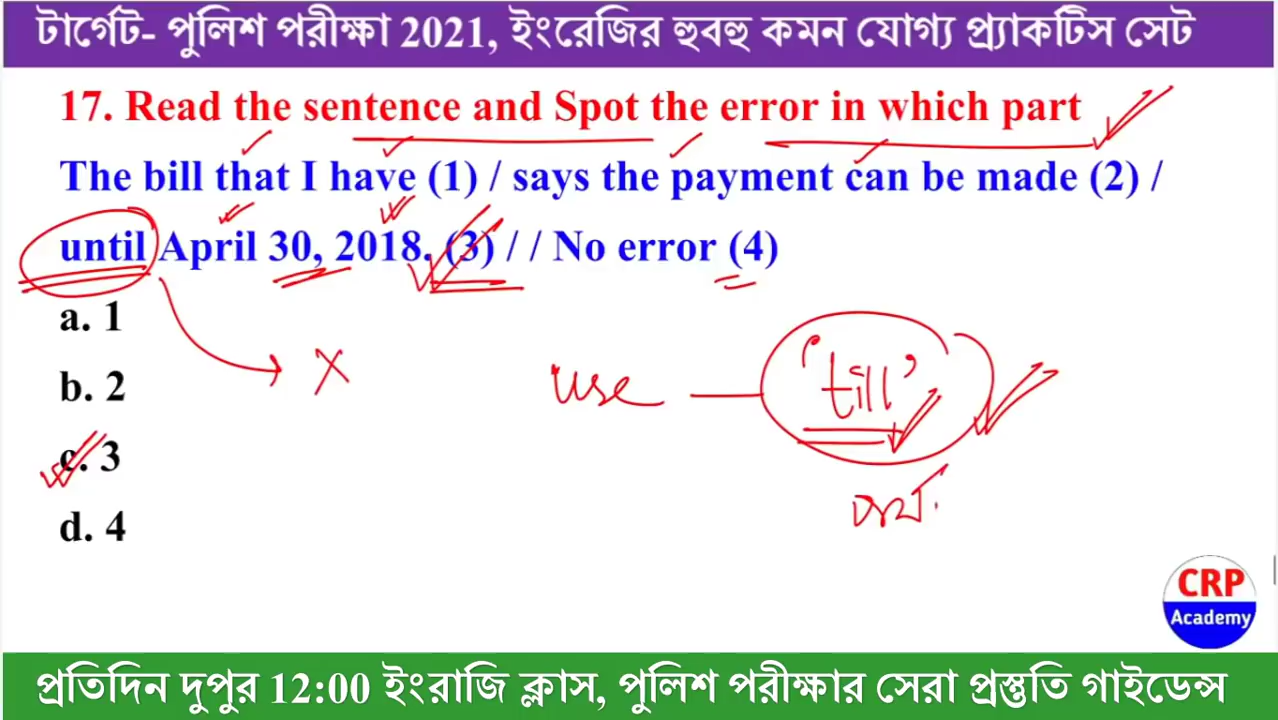 টার্গেট- পুলিশ পরীক্ষা 2021, ইংরেজির হুবহু কমন যোগ্য প্র্যাকটিস সেট
17. Read the sentence and Spot the error in which part
The bill that I have (1) / says the payment can be made (2) /
until April 30, 2018. (3) / / No error (4)
a. 1
b. 2
c. 3
d. 4
use — 'till'
CRP
Academy
প্রতিদিন দুপুর 12:00 ইংরাজি ক্লাস, পুলিশ পরীক্ষার সেরা প্রস্তুতি গাইডেন্স